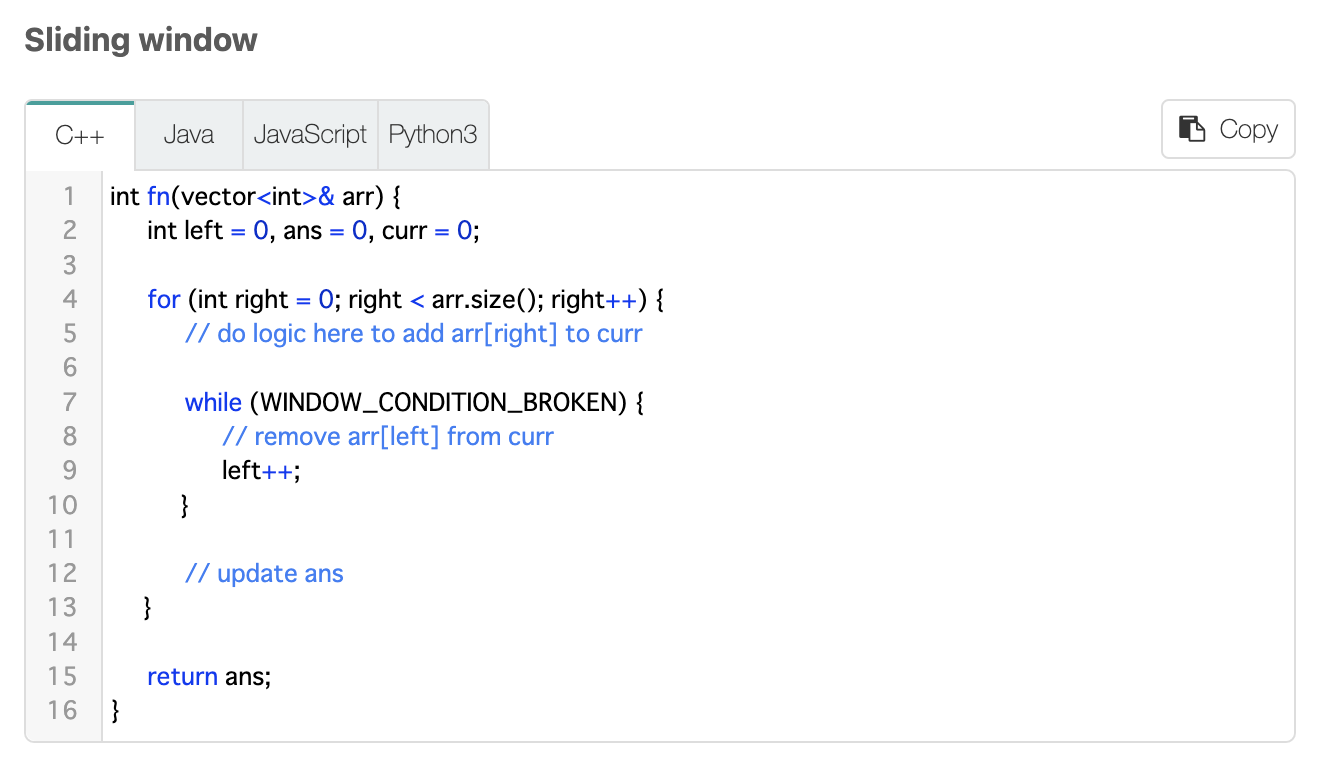 Sliding window
C++ Java JavaScript Python3 Copy
1 int fn(vector<int>& arr) {
2 int left = 0, ans = 0, curr = 0;
3
4 for (int right = 0; right < arr.size(); right++) {
5 // do logic here to add arr[right] to curr
6
7 while (WINDOW_CONDITION_BROKEN) {
8 // remove arr[left] from curr
9 left++;
10 }
11
12 // update ans
13 }
14
15 return ans;
16 }